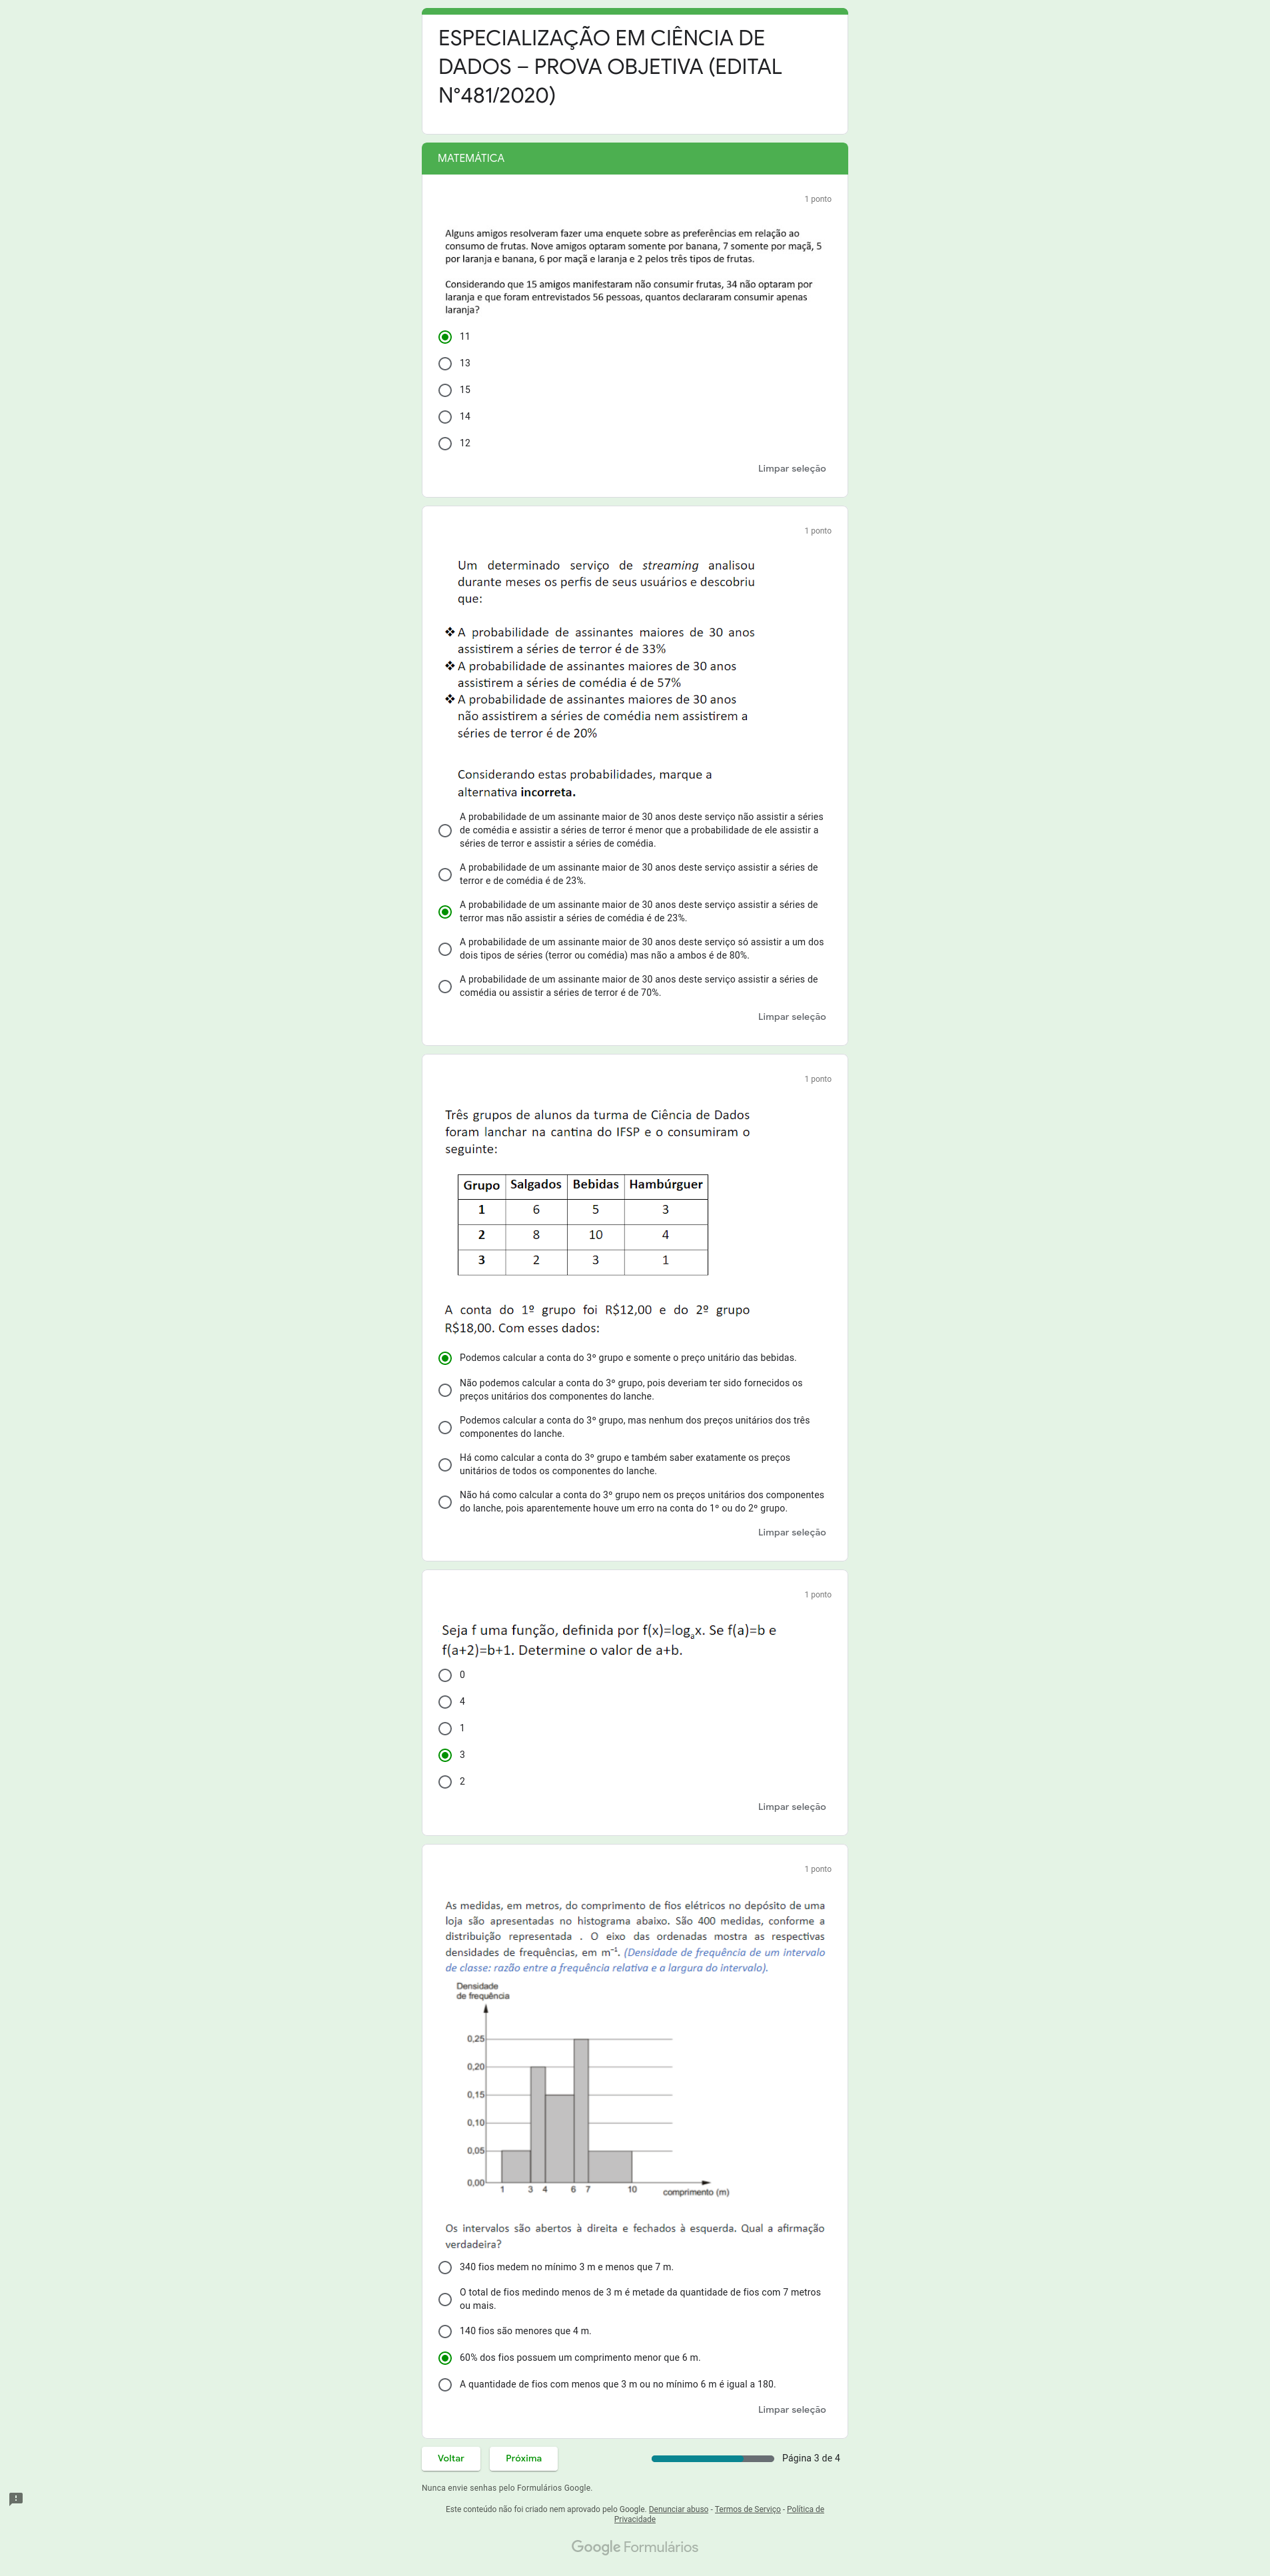 ESPECIALIZAÇÃO EM CIÊNCIA DE
DADOS – PROVA OBJETIVA (EDITAL
N°481/2020)
MATEMÁTICA
1 ponto
Alguns amigos resolveram fazer uma enquete sobre as preferências em relação ao
consumo de frutas. Nove amigos optaram somente por banana, 7 somente por maçã, 5
por laranja e banana, 6 por maçã e laranja e 2 pelos três tipos de frutas.
Considerando que 15 amigos manifestaram não consumir frutas, 34 não optaram por
laranja e que foram entrevistados 56 pessoas, quantos declararam consumir apenas
laranja?
11
13
15
14
12
Limpar seleção
1 ponto
Um determinado serviço de streaming analisou
durante meses os perfis de seus usuários e descobriu
que:
❖ A probabilidade de assinantes maiores de 30 anos
assistirem a séries de terror é de 33%
❖ A probabilidade de assinantes maiores de 30 anos
assistirem a séries de comédia é de 57%
❖ A probabilidade de assinantes maiores de 30 anos
não assistirem a séries de comédia nem assistirem a
séries de terror é de 20%
Considerando estas probabilidades, marque a
alternativa incorreta.
A probabilidade de um assinante maior de 30 anos deste serviço não assistir a séries
de comédia e assistir a séries de terror é menor que a probabilidade de ele assistir a
séries de terror e assistir a séries de comédia.
A probabilidade de um assinante maior de 30 anos deste serviço assistir a séries de
terror e de comédia é de 23%.
A probabilidade de um assinante maior de 30 anos deste serviço assistir a séries de
terror mas não assistir a séries de comédia é de 23%.
A probabilidade de um assinante maior de 30 anos deste serviço só assistir a um dos
dois tipos de séries (terror ou comédia) mas não a ambos é de 80%.
A probabilidade de um assinante maior de 30 anos deste serviço assistir a séries de
comédia ou assistir a séries de terror é de 70%.
Limpar seleção
1 ponto
Três grupos de alunos da turma de Ciência de Dados
foram lanchar na cantina do IFSP e o consumiram o
seguinte:
Grupo Salgados Bebidas Hambúrguer
1 6 5 3
2 8 10 4
3 2 3 1
A conta do 1º grupo foi R$12,00 e do 2º grupo
R$18,00. Com esses dados:
Podemos calcular a conta do 3º grupo e somente o preço unitário das bebidas.
Não podemos calcular a conta do 3º grupo, pois deveriam ter sido fornecidos os
preços unitários dos componentes do lanche.
Podemos calcular a conta do 3º grupo, mas nenhum dos preços unitários dos três
componentes do lanche.
Há como calcular a conta do 3º grupo e também saber exatamente os preços
unitários de todos os componentes do lanche.
Não há como calcular a conta do 3º grupo nem os preços unitários dos componentes
do lanche, pois aparentemente houve um erro na conta do 1º ou do 2º grupo.
Limpar seleção
1 ponto
Seja f uma função, definida por f(x)=logₐx. Se f(a)=b e
f(a+2)=b+1. Determine o valor de a+b.
0
4
1
3
2
Limpar seleção
1 ponto
As medidas, em metros, do comprimento de fios elétricos no depósito de uma
loja são apresentadas no histograma abaixo. São 400 medidas, conforme a
distribuição representada . O eixo das ordenadas mostra as respectivas
densidades de frequências, em m⁻¹. (Densidade de frequência de um intervalo
de classe: razão entre a frequência relativa e a largura do intervalo).
Densidade
de frequência
0,25
0,20
0,15
0,10
0,05
0,00
1 3 4 6 7 10 comprimento (m)
Os intervalos são abertos à direita e fechados à esquerda. Qual a afirmação
verdadeira?
340 fios medem no mínimo 3 m e menos que 7 m.
O total de fios medindo menos de 3 m é metade da quantidade de fios com 7 metros
ou mais.
140 fios são menores que 4 m.
60% dos fios possuem um comprimento menor que 6 m.
A quantidade de fios com menos que 3 m ou no mínimo 6 m é igual a 180.
Limpar seleção
Voltar Próxima Página 3 de 4
Nunca envie senhas pelo Formulários Google.
Este conteúdo não foi criado nem aprovado pelo Google. Denunciar abuso - Termos de Serviço - Política de
Privacidade
Google Formulários